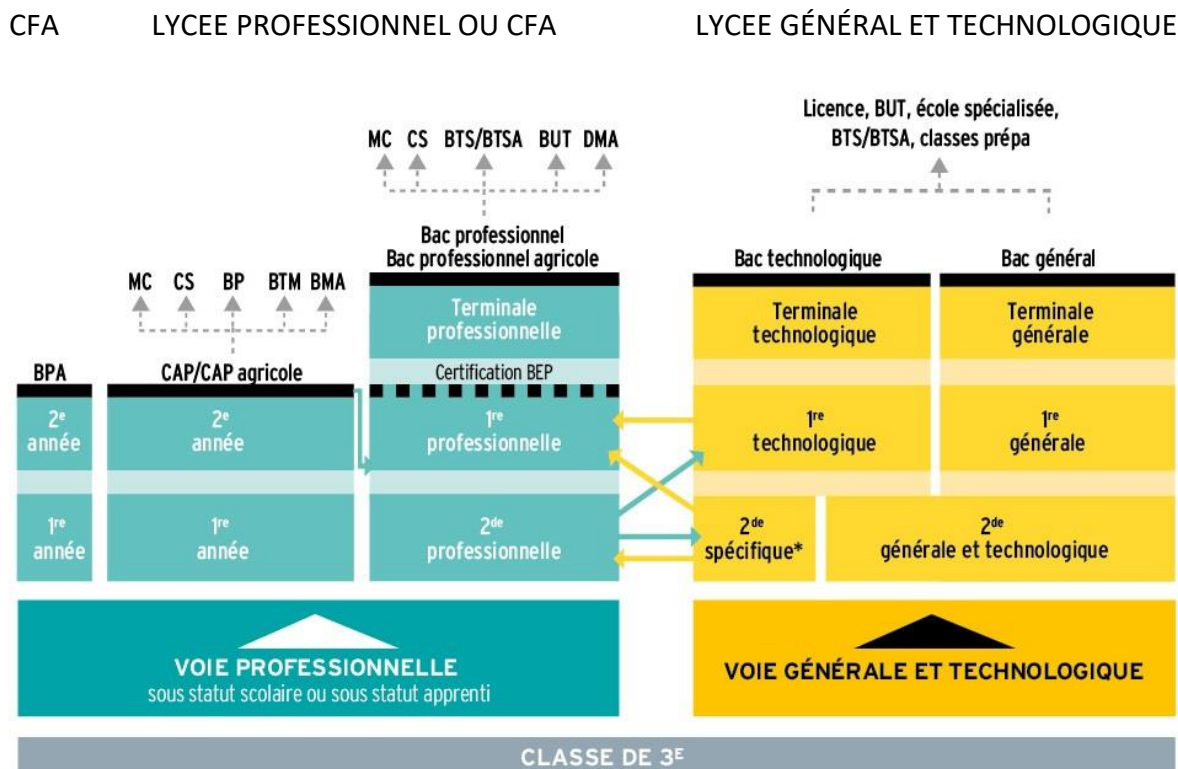 CFA
LYCEE PROFESSIONNEL OU CFA
LYCEE GÉNÉRAL ET TECHNOLOGIQUE
MC CS BTS/BTSA BUT DMA
Licence, BUT, école spécialisée,
BTS/BTSA, classes prépa
Bac professionnel
Bac professionnel agricole
Bac technologique
Bac général
MC CS BP BTM BMA
Terminale
professionnelle
Terminale
technologique
Terminale
générale
BPA
CAP/CAP agricole
Certification BEP
2e
année
2e
année
1re
professionnelle
1re
technologique
1re
générale
1re
année
1re
année
2de
professionnelle
2de
spécifique*
2de
générale et technologique
VOIE PROFESSIONNELLE
sous statut scolaire ou sous statut apprenti
VOIE GÉNÉRALE ET TECHNOLOGIQUE
CLASSE DE 3E